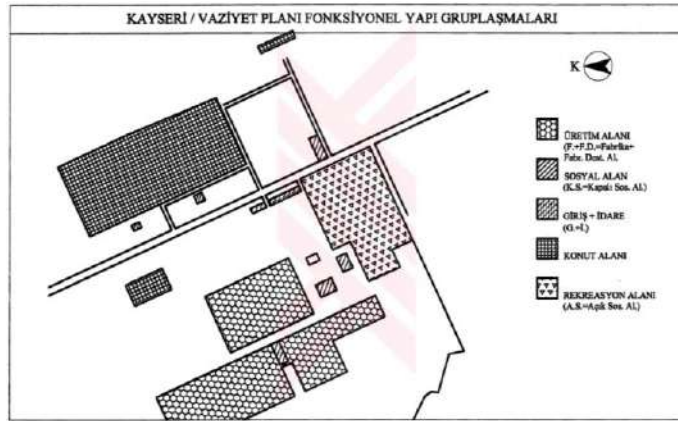 KAYSERİ / VAZİYET PLANI FONKSİYONEL YAPI GRUPLAŞMALARI
K
ÜRETİM ALANI
(F.+F.D.=Fabrika+
Fabr. Dest. Al.
SOSYAL ALAN
(K.S.=Kapalı Sos. Al.)
GİRİŞ + İDARE
(G.+İ.)
KONUT ALANI
REKREASYON ALANI
(A.S.=Açık Sos. Al.)